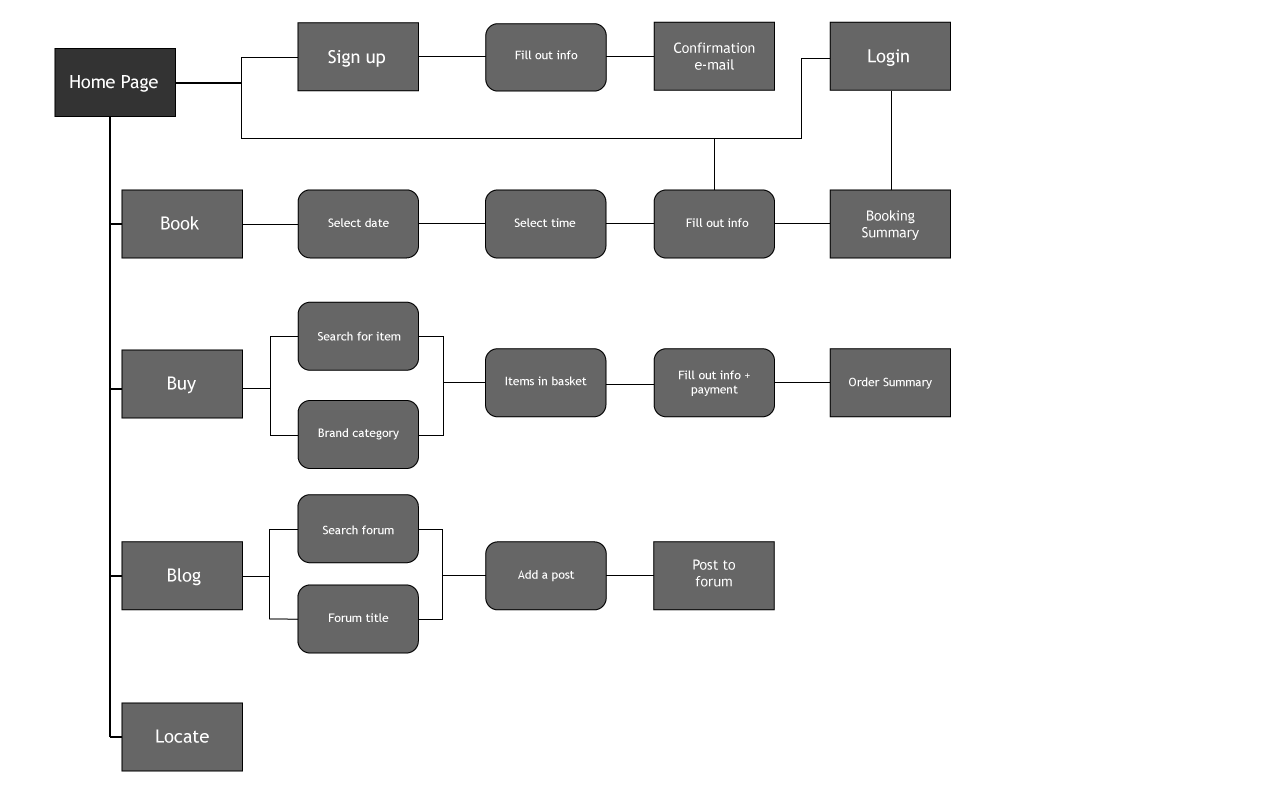 Home Page
Sign up
Fill out info
Confirmation
e-mail
Login
Book
Select date
Select time
Fill out info
Booking
Summary
Buy
Search for item
Brand category
Items in basket
Fill out info +
payment
Order Summary
Blog
Search forum
Forum title
Add a post
Post to
forum
Locate